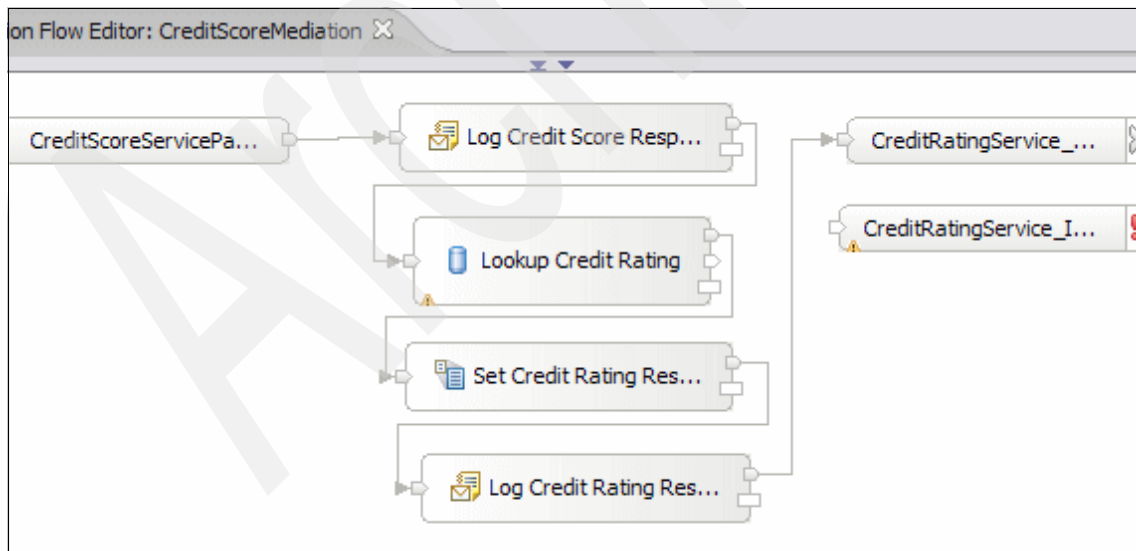 ion Flow Editor: CreditScoreMediation
CreditScoreServicePa...
Log Credit Score Resp...
CreditRatingService_...
CreditRatingService_I...
Lookup Credit Rating
Set Credit Rating Res...
Log Credit Rating Res...